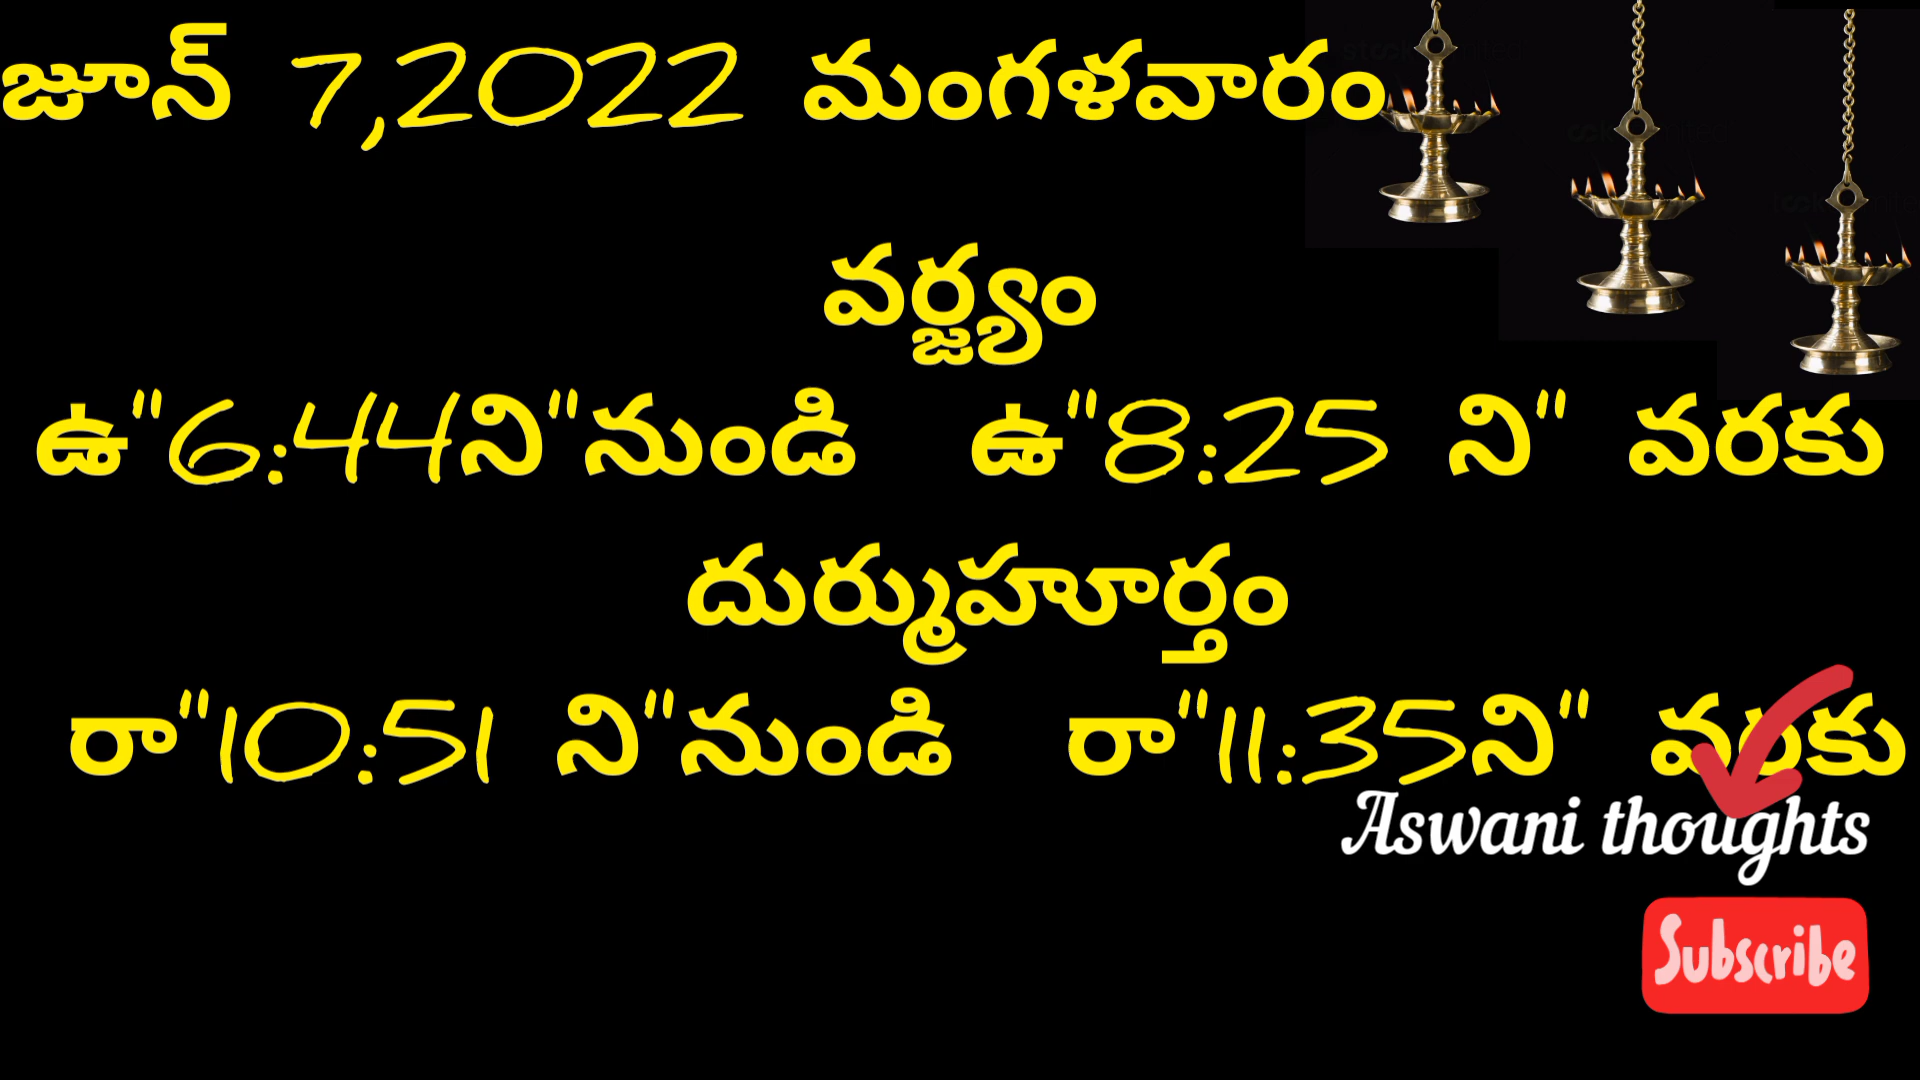 జూన్ 7,2022 మంగళవారం
వర్జ్యం
ఉ"6:44ని"నుండి ఉ"8:25 ని" వరకు
దుర్ముహూర్తం
రా"10:51 ని"నుండి రా"11:35ని" వరకు
Aswani thoughts
Subscribe